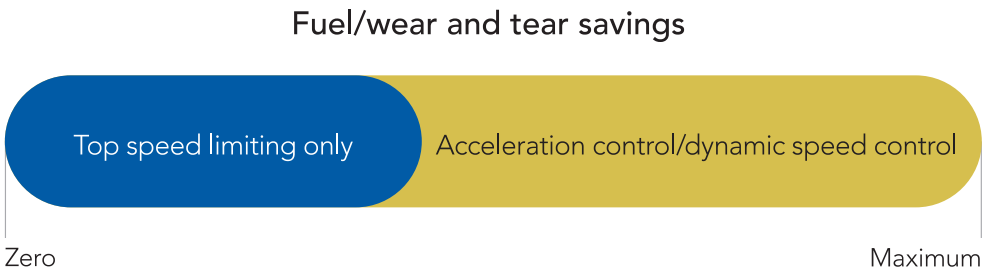 Fuel/wear and tear savings
Top speed limiting only
Acceleration control/dynamic speed control
Zero
Maximum